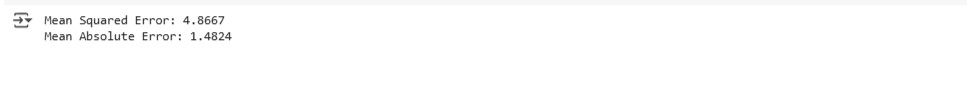 Mean Squared Error: 4.8667
Mean Absolute Error: 1.4824